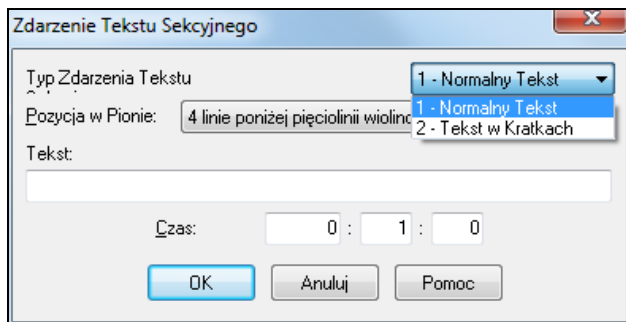 Zdarzenie Tekstu Sekcyjnego
Typ Zdarzenia Tekstu
1 - Normalny Tekst
1 - Normalny Tekst
2 - Tekst w Kratkach
Pozycja w Pionie:
4 linie poniżej pięciolinii
Tekst:
Czas:
0 : 1 : 0
OK
Anuluj
Pomoc